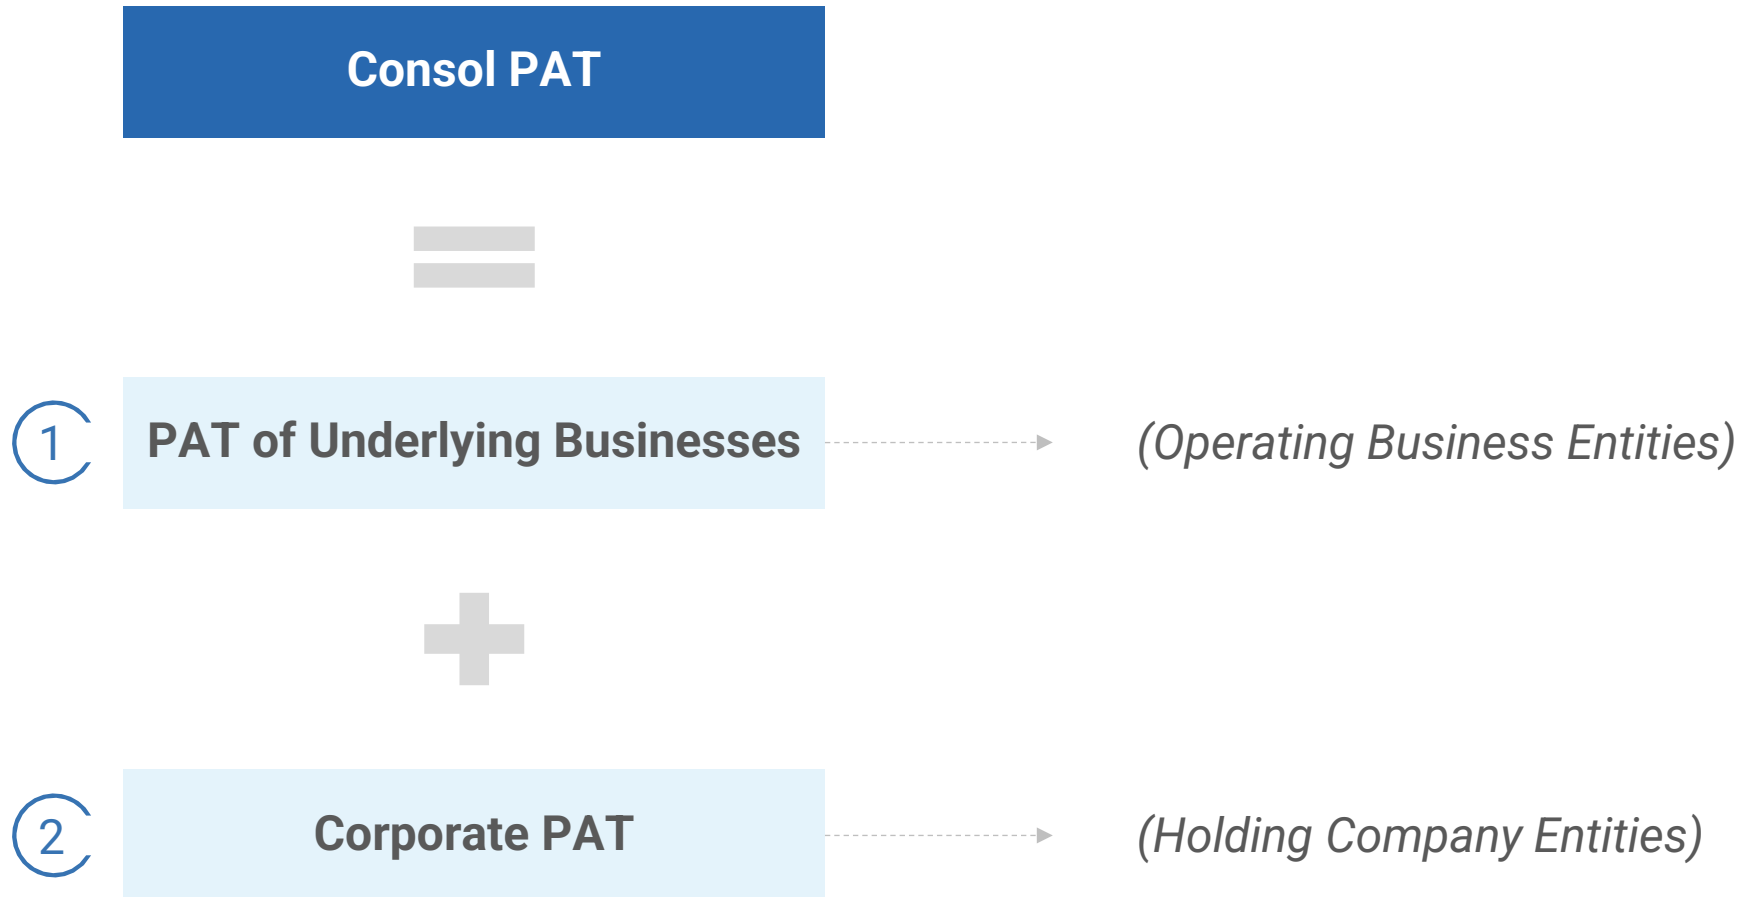 Consol PAT
1
PAT of Underlying Businesses
(Operating Business Entities)
2
Corporate PAT
(Holding Company Entities)